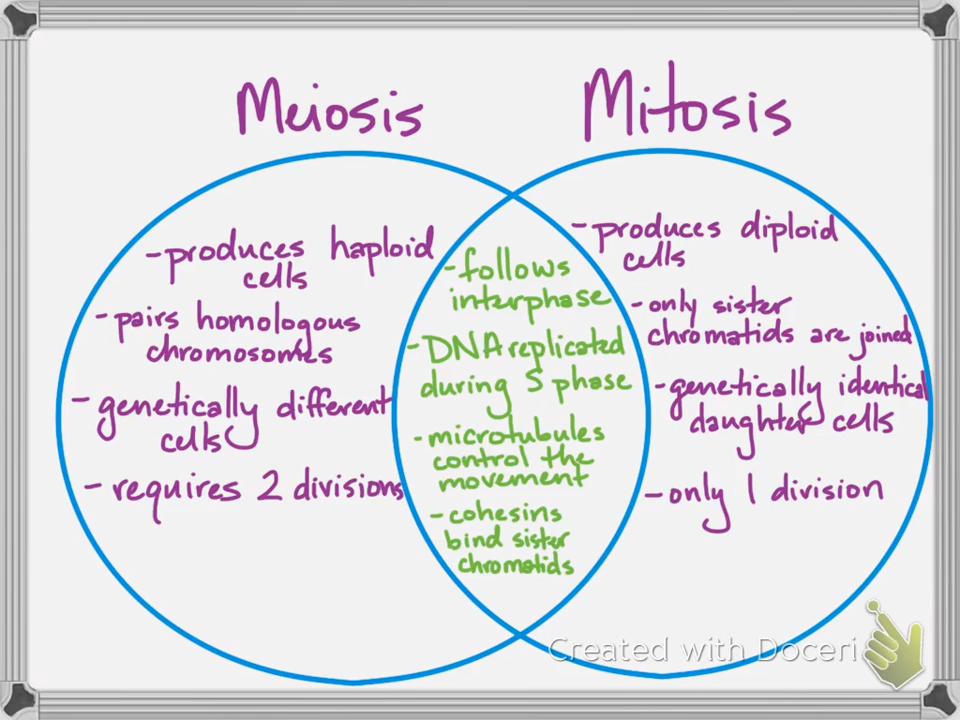 Meiosis
Mitosis
- produces haploid
cells
- pairs homologous
chromosomes
- genetically different
cells
- requires 2 divisions
- follows
interphase
- DNA replicated
during S phase
- microtubules
control the
movement
- cohesins
bind sister
chromatids
- produces diploid
cells
- only sister
chromatids are joined
- genetically identical
daughter cells
- only 1 division
Created with Doceri